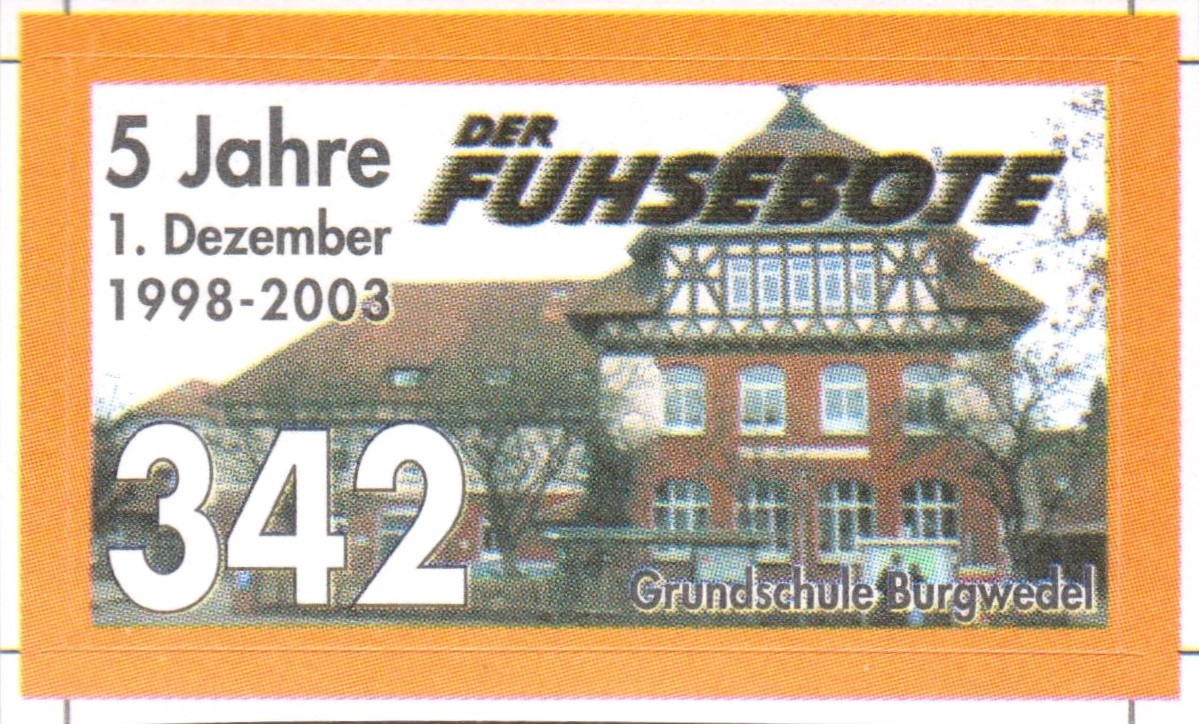 5 Jahre
1. Dezember
1998-2003
DER
FUHSEBOTE
342
Grundschule Burgwedel